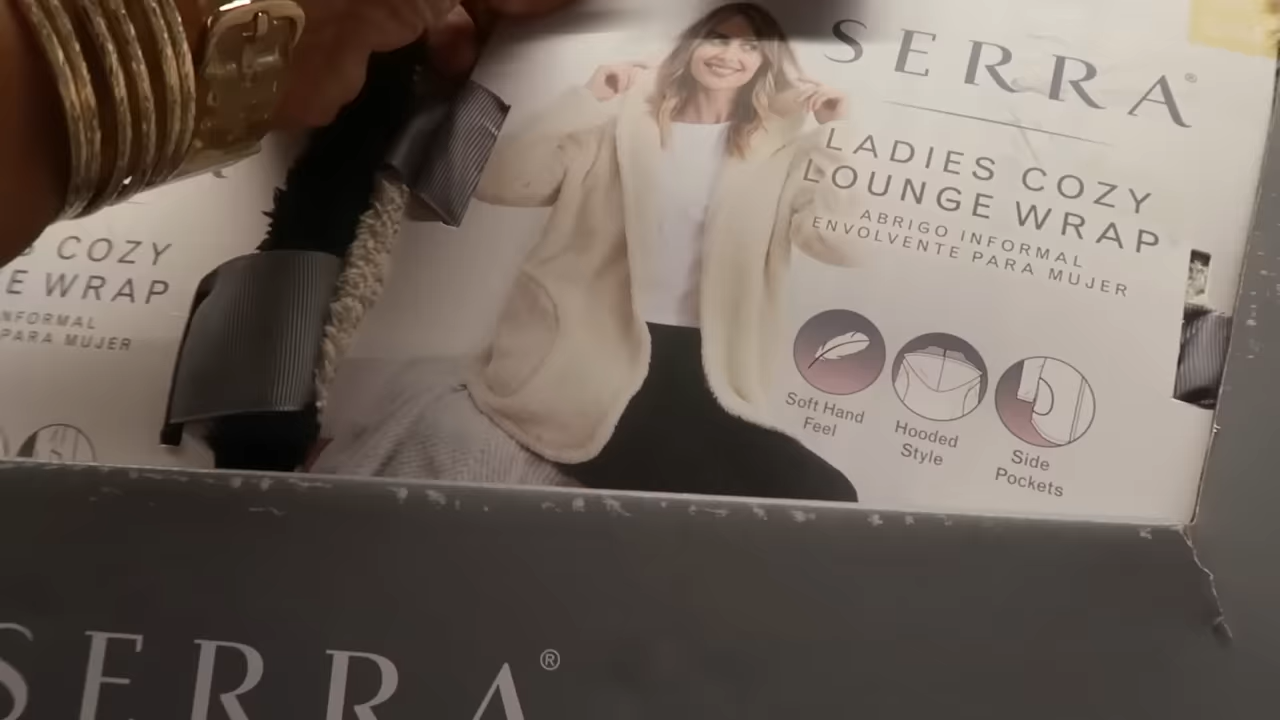 SERRA®
LADIES COZY
LOUNGE WRAP
ABRIGO INFORMAL
ENVOLVENTE PARA MUJER
Soft Hand
Feel
Hooded
Style
Side
Pockets
COZY
E WRAP
NFORMAL
PARA MUJER
SERRA®